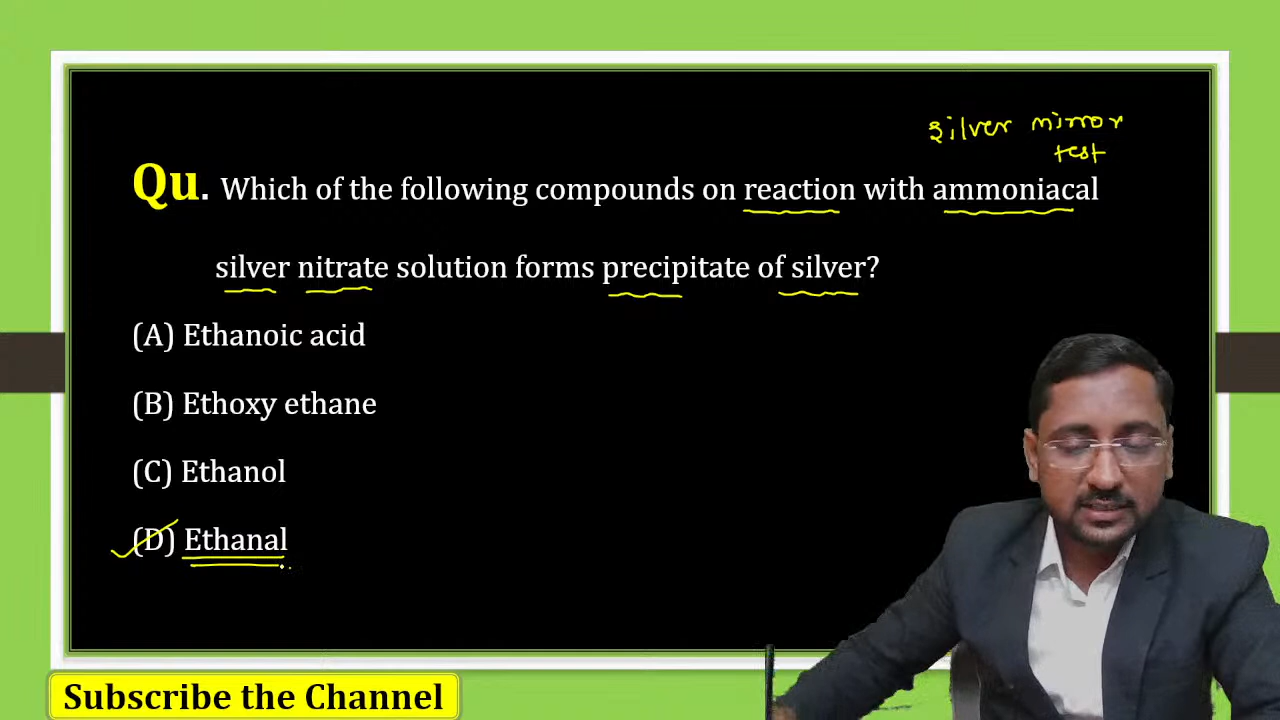 silver mirror
test
Qu. Which of the following compounds on reaction with ammoniacal
silver nitrate solution forms precipitate of silver?
(A) Ethanoic acid
(B) Ethoxy ethane
(C) Ethanol
(D) Ethanal
Subscribe the Channel